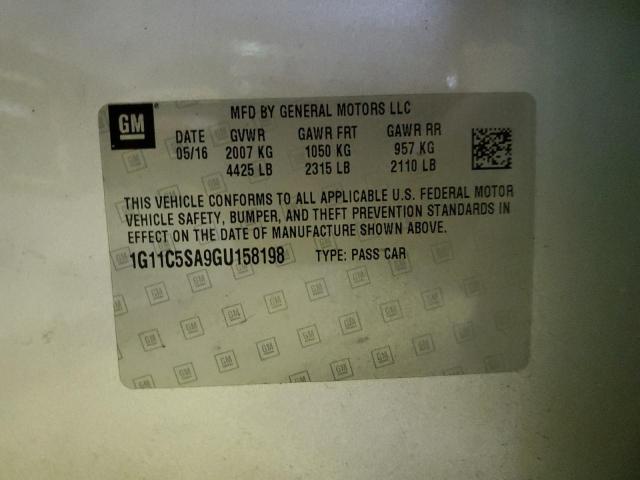 GM
MFD BY GENERAL MOTORS LLC
DATE GVWR GAWR FRT GAWR RR
05/16 2007 KG 1050 KG 957 KG
4425 LB 2315 LB 2110 LB
THIS VEHICLE CONFORMS TO ALL APPLICABLE U.S. FEDERAL MOTOR
VEHICLE SAFETY, BUMPER, AND THEFT PREVENTION STANDARDS IN
EFFECT ON THE DATE OF MANUFACTURE SHOWN ABOVE.
1G11C5SA9GU158198 TYPE: PASS CAR